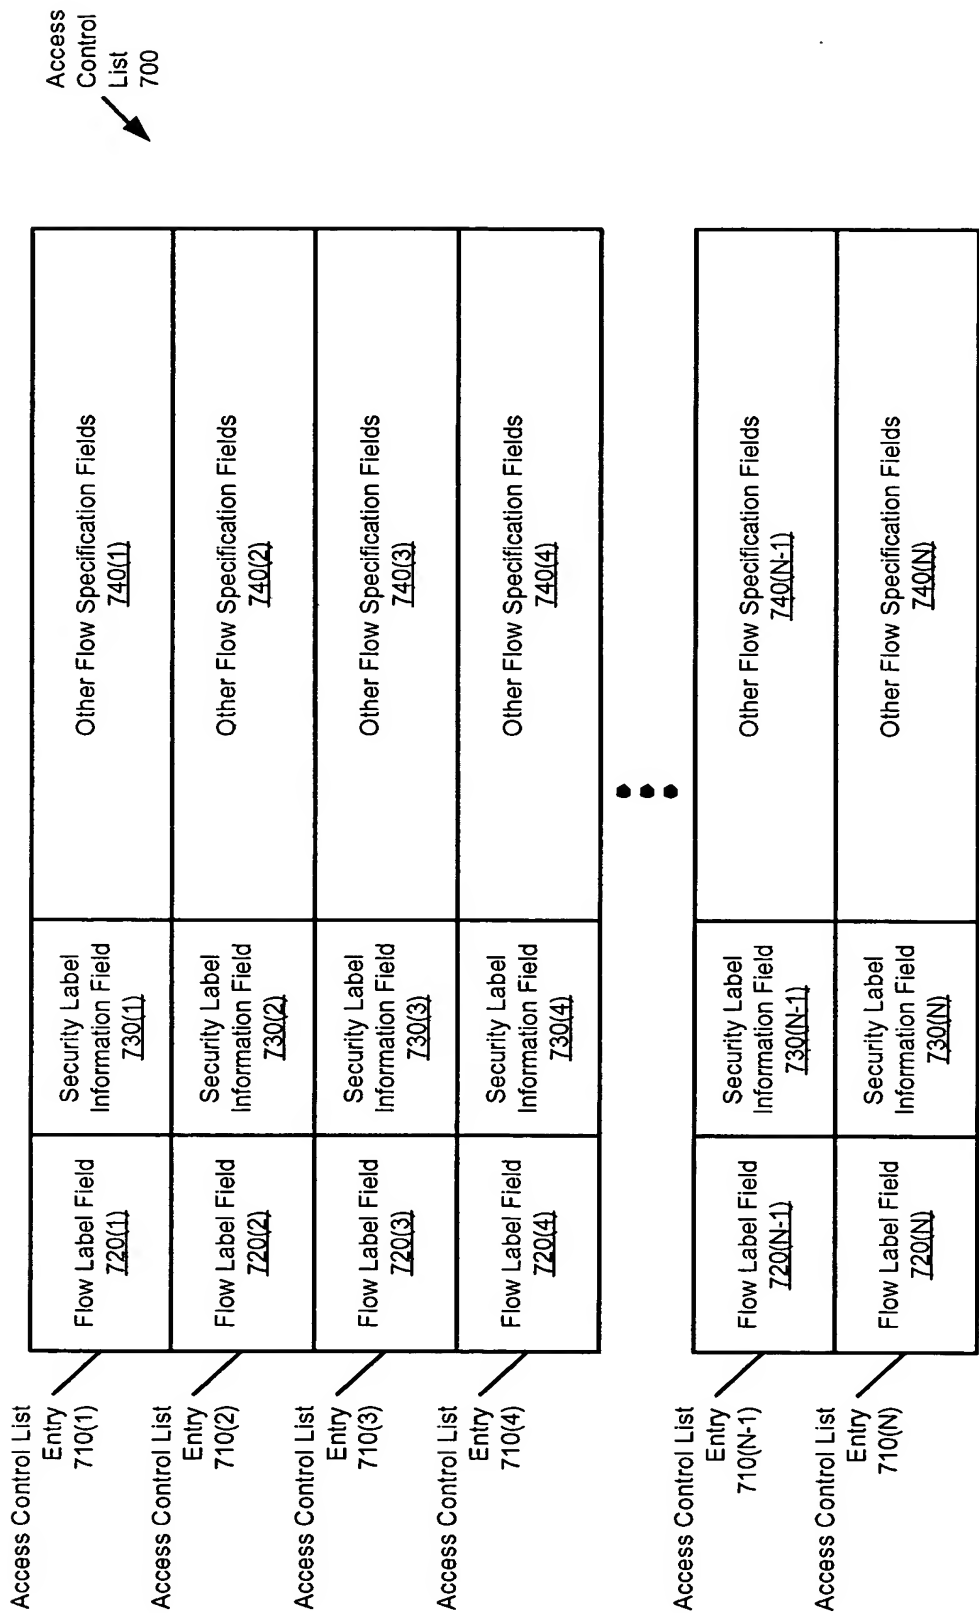 Access
Control
List
700
Access Control List
Entry
710(1)
Flow Label Field
720(1)
Security Label
Information Field
730(1)
Other Flow Specification Fields
740(1)
Access Control List
Entry
710(2)
Flow Label Field
720(2)
Security Label
Information Field
730(2)
Other Flow Specification Fields
740(2)
Access Control List
Entry
710(3)
Flow Label Field
720(3)
Security Label
Information Field
730(3)
Other Flow Specification Fields
740(3)
Access Control List
Entry
710(4)
Flow Label Field
720(4)
Security Label
Information Field
730(4)
Other Flow Specification Fields
740(4)
Access Control List
Entry
710(N-1)
Flow Label Field
720(N-1)
Security Label
Information Field
730(N-1)
Other Flow Specification Fields
740(N-1)
Access Control List
Entry
710(N)
Flow Label Field
720(N)
Security Label
Information Field
730(N)
Other Flow Specification Fields
740(N)